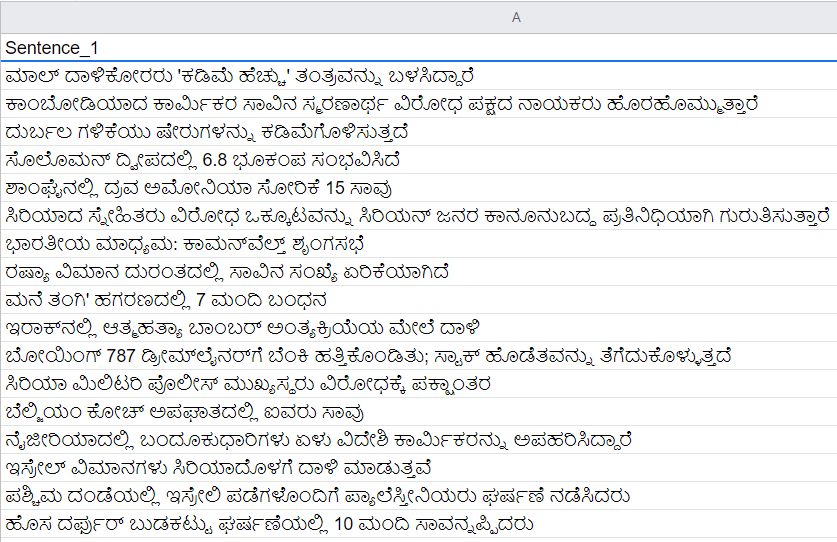 A
Sentence_1
ಮಾಲ್ ದಾಳಿಕೋರರು 'ಕಡಿಮೆ ಹೆಚ್ಚು' ತಂತ್ರವನ್ನು ಬಳಸಿದ್ದಾರೆ
ಕಾಂಬೋಡಿಯಾದ ಕಾರ್ಮಿಕರ ಸಾವಿನ ಸ್ಮರಣಾರ್ಥ ವಿರೋಧ ಪಕ್ಷದ ನಾಯಕರು ಹೊರಹೊಮ್ಮುತ್ತಾರೆ
ದುರ್ಬಲ ಗಳಿಕೆಯು ಷೇರುಗಳನ್ನು ಕಡಿಮೆಗೊಳಿಸುತ್ತದೆ
ಸೊಲೊಮನ್ ದ್ವೀಪದಲ್ಲಿ 6.8 ಭೂಕಂಪ ಸಂಭವಿಸಿದೆ
ಶಾಂಘೈನಲ್ಲಿ ದ್ರವ ಅಮೋನಿಯಾ ಸೋರಿಕೆ 15 ಸಾವು
ಸಿರಿಯಾದ ಸ್ನೇಹಿತರು ವಿರೋಧ ಒಕ್ಕೂಟವನ್ನು ಸಿರಿಯನ್ ಜನರ ಕಾನೂನುಬದ್ಧ ಪ್ರತಿನಿಧಿಯಾಗಿ ಗುರುತಿಸುತ್ತಾರೆ
ಭಾರತೀಯ ಮಾಧ್ಯಮ: ಕಾಮನ್‌ವೆಲ್ತ್ ಶೃಂಗಸಭೆ
ರಷ್ಯಾ ವಿಮಾನ ದುರಂತದಲ್ಲಿ ಸಾವಿನ ಸಂಖ್ಯೆ ಏರಿಕೆಯಾಗಿದೆ
ಮನೆ ತಂಗಿ' ಹಗರಣದಲ್ಲಿ 7 ಮಂದಿ ಬಂಧನ
ಇರಾಕ್‌ನಲ್ಲಿ ಆತ್ಮಹತ್ಯಾ ಬಾಂಬರ್ ಅಂತ್ಯಕ್ರಿಯೆಯ ಮೇಲೆ ದಾಳಿ
ಬೋಯಿಂಗ್ 787 ಡ್ರೀಮ್‌ಲೈನರ್‌ಗೆ ಬೆಂಕಿ ಹತ್ತಿಕೊಂಡಿತು; ಸ್ಟಾಕ್ ಹೊಡೆತವನ್ನು ತೆಗೆದುಕೊಳ್ಳುತ್ತದೆ
ಸಿರಿಯಾ ಮಿಲಿಟರಿ ಪೊಲೀಸ್ ಮುಖ್ಯಸ್ಥರು ವಿರೋಧಕ್ಕೆ ಪಕ್ಷಾಂತರ
ಬೆಲ್ಜಿಯಂ ಕೋಚ್ ಅಪಘಾತದಲ್ಲಿ ಐವರು ಸಾವು
ನೈಜೀರಿಯಾದಲ್ಲಿ ಬಂದೂಕುಧಾರಿಗಳು ಏಳು ವಿದೇಶಿ ಕಾರ್ಮಿಕರನ್ನು ಅಪಹರಿಸಿದ್ದಾರೆ
ಇಸ್ರೇಲ್ ವಿಮಾನಗಳು ಸಿರಿಯಾದೊಳಗೆ ದಾಳಿ ಮಾಡುತ್ತವೆ
ಪಶ್ಚಿಮ ದಂಡೆಯಲ್ಲಿ ಇಸ್ರೇಲಿ ಪಡೆಗಳೊಂದಿಗೆ ಪ್ಯಾಲೆಸ್ತೀನಿಯರು ಘರ್ಷಣೆ ನಡೆಸಿದರು
ಹೊಸ ದರ್ಫುರ್ ಬುಡಕಟ್ಟು ಘರ್ಷಣೆಯಲ್ಲಿ 10 ಮಂದಿ ಸಾವನ್ನಪ್ಪಿದರು